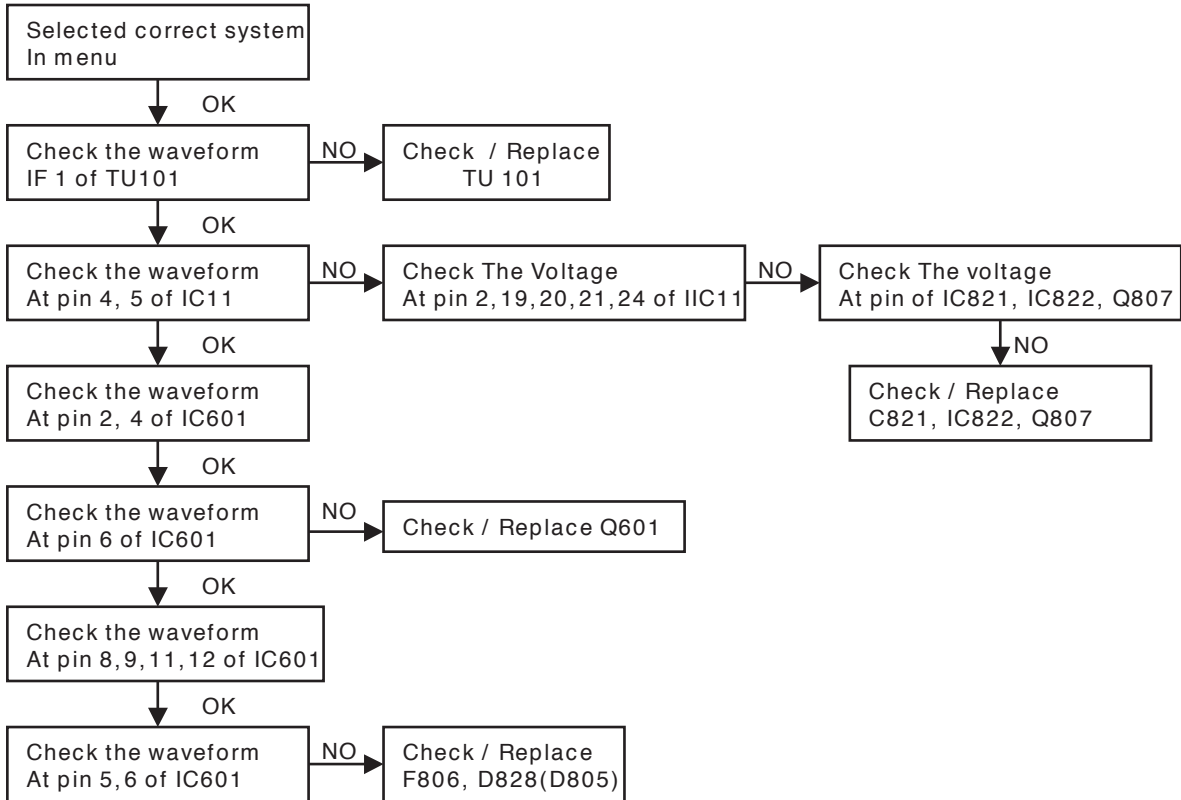 Selected correct system
In menu
OK
Check the waveform
IF 1 of TU101
NO
Check / Replace
TU 101
OK
Check the waveform
At pin 4, 5 of IC11
NO
Check The Voltage
At pin 2,19,20,21,24 of IIC11
NO
Check The voltage
At pin of IC821, IC822, Q807
NO
Check / Replace
C821, IC822, Q807
OK
Check the waveform
At pin 2, 4 of IC601
OK
Check the waveform
At pin 6 of IC601
NO
Check / Replace Q601
OK
Check the waveform
At pin 8,9,11,12 of IC601
OK
Check the waveform
At pin 5,6 of IC601
NO
Check / Replace
F806, D828(D805)